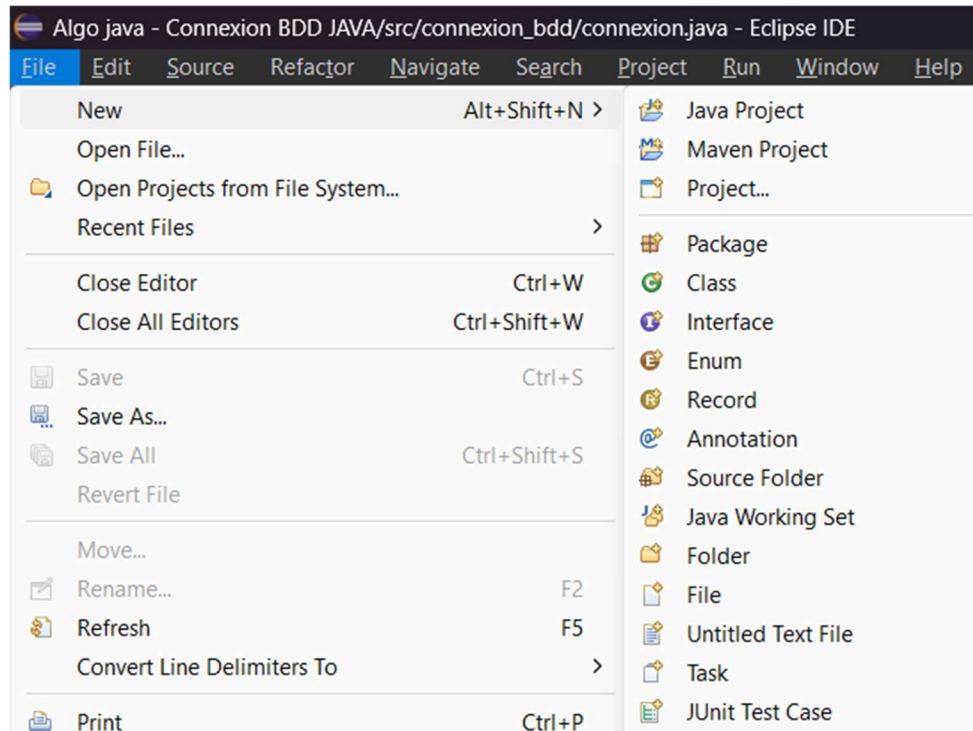 Algo java - Connexion BDD JAVA/src/connexion_bdd/connexion.java - Eclipse IDE
File Edit Source Refactor Navigate Search Project Run Window Help
New Alt+Shift+N >
Open File...
Open Projects from File System...
Recent Files >
Close Editor Ctrl+W
Close All Editors Ctrl+Shift+W
Save Ctrl+S
Save As...
Save All Ctrl+Shift+S
Revert File
Move...
Rename... F2
Refresh F5
Convert Line Delimiters To >
Print Ctrl+P
Java Project
Maven Project
Project...
Package
Class
Interface
Enum
Record
Annotation
Source Folder
Java Working Set
Folder
File
Untitled Text File
Task
JUnit Test Case